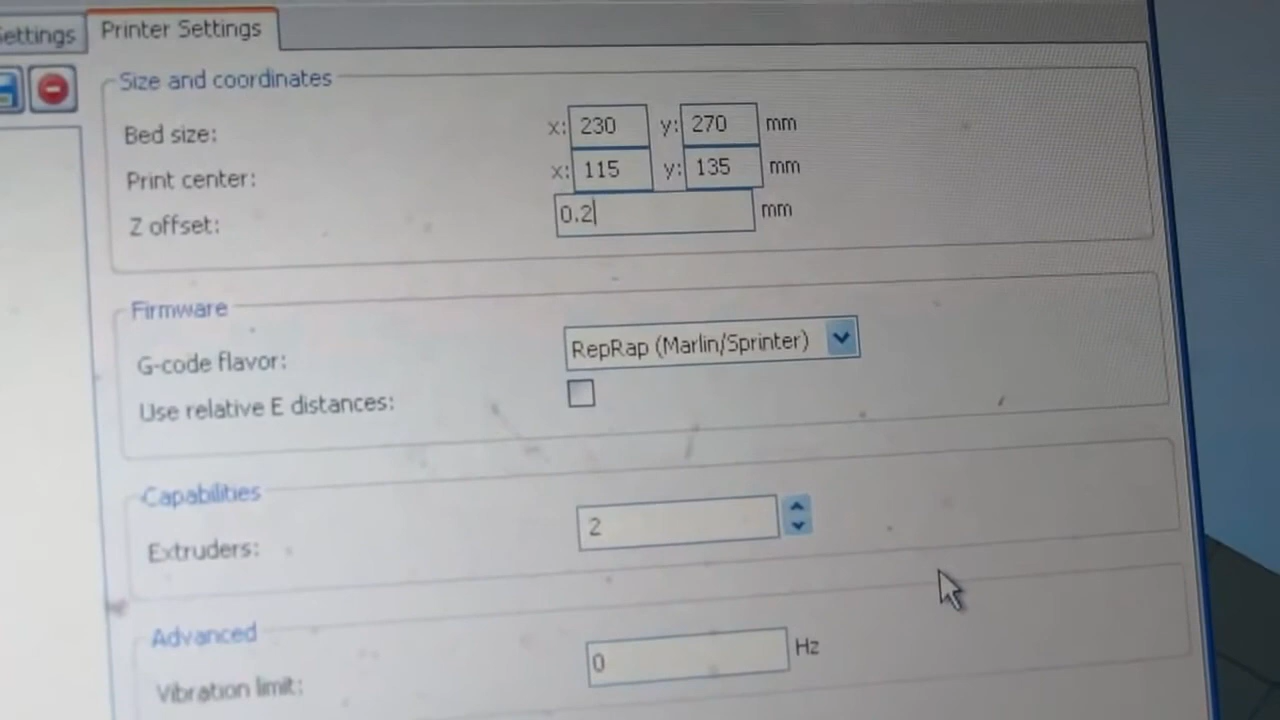 Settings Printer Settings
Size and coordinates
Bed size: x: 230 y: 270 mm
Print center: x: 115 y: 135 mm
Z offset: 0.2 mm
Firmware
G-code flavor: RepRap (Marlin/Sprinter)
Use relative E distances:
Capabilities
Extruders: 2
Advanced
Vibration limit: 0 Hz